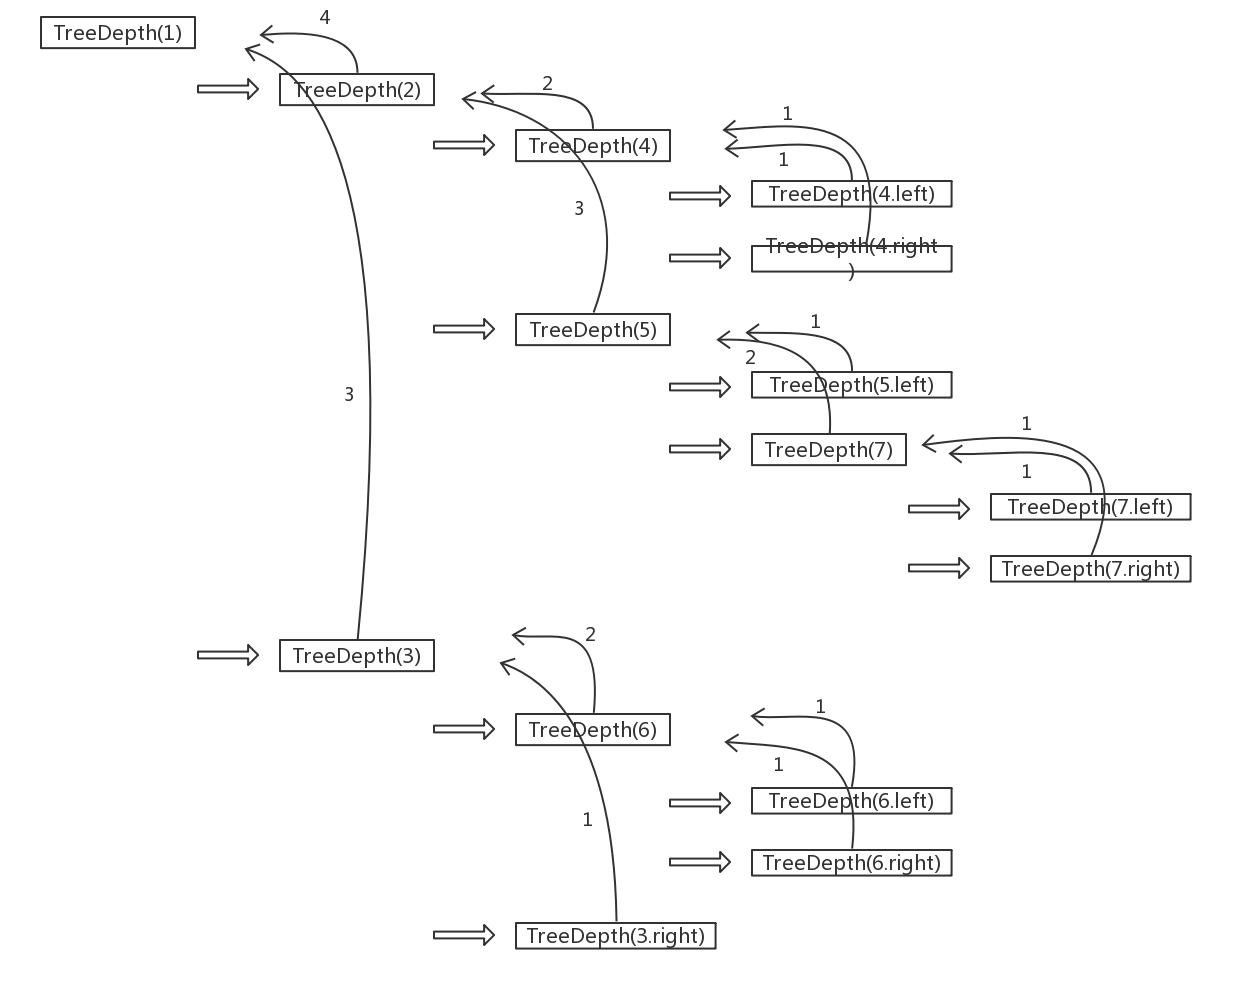 4
TreeDepth(1)
TreeDepth(2)
2
TreeDepth(4)
1
1
TreeDepth(4.left)
3
TreeDepth(4.right
)
TreeDepth(5)
1
2
TreeDepth(5.left)
3
TreeDepth(7)
1
1
TreeDepth(7.left)
TreeDepth(7.right)
TreeDepth(3)
2
TreeDepth(6)
1
1
TreeDepth(6.left)
1
TreeDepth(6.right)
TreeDepth(3.right)